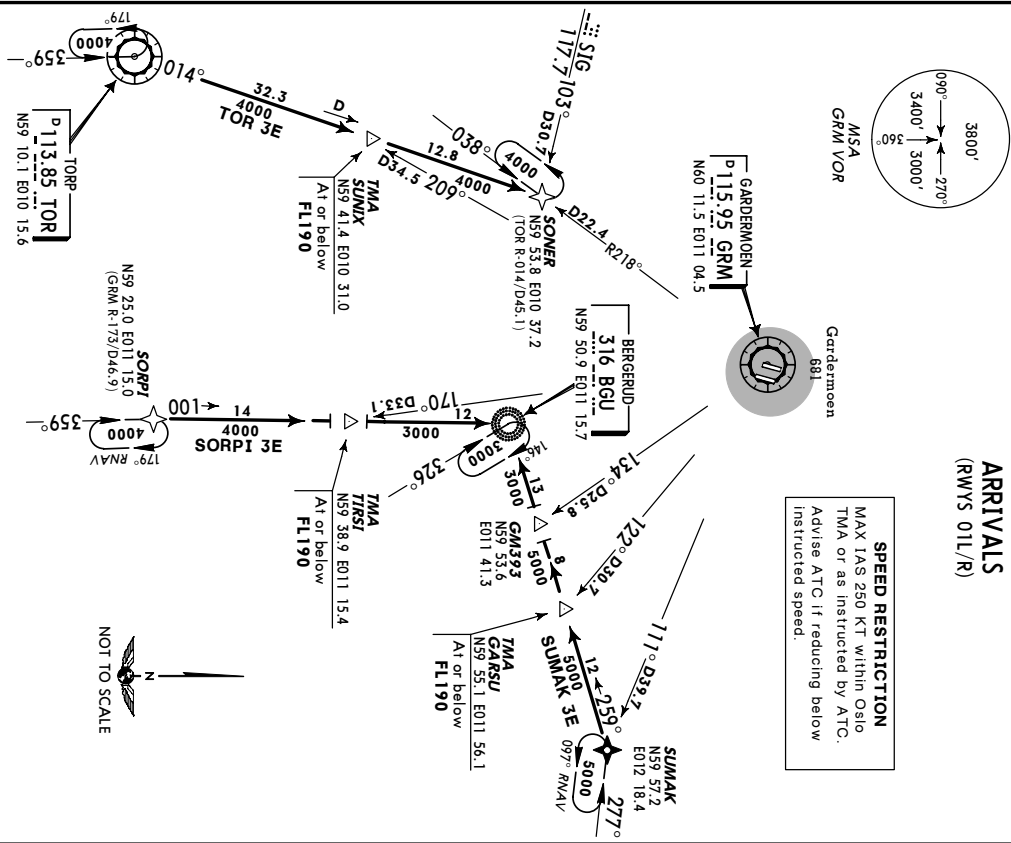 ARRIVALS
(RWYS 01L/R)
SPEED RESTRICTION
MAX IAS 250 KT within Oslo
TMA or as instructed by ATC.
Advise ATC if reducing below
instructed speed.
3800'
090°
270°
3400'
3000'
360°
MSA
GRM VOR
Gardermoen
681
GARDERMOEN
D 115.95 GRM
N60 11.5 E011 04.5
SIG
117.7
103°
D30.7
D22.4
R218°
4000
038°
SONER
N59 53.8 E010 37.2
(TOR R-014/D45.1)
12.8
4000
D34.5
209°
TMA
SUNIX
N59 41.4 E010 31.0
At or below
FL190
D
32.3
4000
TOR 3E
014°
179°
4000
359°
TORP
D 113.85 TOR
N59 10.1 E010 15.6
BERGERUD
316 BGU
N59 50.9 E011 15.7
3000
146°
326°
12
3000
170° D33.1
TMA
TIRSI
N59 38.9 E011 15.4
At or below
FL190
14
4000
SORPI 3E
001
SORPI
N59 25.0 E011 15.0
(GRM R-173/D46.9)
4000
179° RNAV
359°
134° D25.8
13
3000
GM393
N59 53.6
E011 41.3
122° D30.7
8
5000
TMA
GARSU
N59 55.1 E011 56.1
At or below
FL190
111° D39.7
12
259°
5000
SUMAK 3E
SUMAK
N59 57.2
E012 18.4
5000
277°
097° RNAV
N
NOT TO SCALE